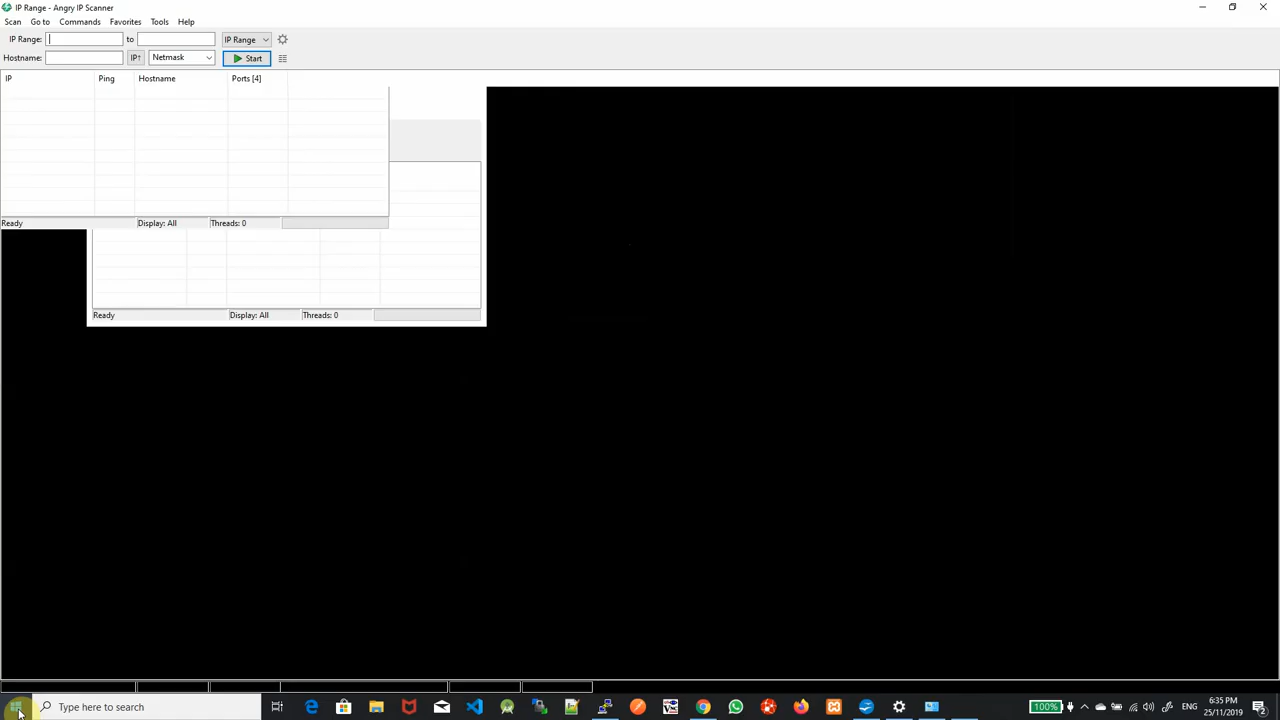 IP Range - Angry IP Scanner
Scan Go to Commands Favorites Tools Help
IP Range: to IP Range
Hostname: IP↑ Netmask Start
IP Ping Hostname Ports [4]
Ready Display: All Threads: 0
Ready Display: All Threads: 0
Type here to search 100% ENG 6:35 PM
25/11/2019 2